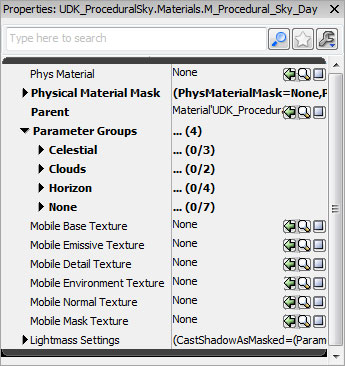 Properties: UDK_ProceduralSky.Materials.M_Procedural_Sky_Day
Type here to search
Phys Material None
Physical Material Mask (PhysMaterialMask=None,P
Parent Material'UDK_Procedura
Parameter Groups ... (4)
Celestial ... (0/3)
Clouds ... (0/2)
Horizon ... (0/4)
None ... (0/7)
Mobile Base Texture None
Mobile Emissive Texture None
Mobile Detail Texture None
Mobile Environment Texture None
Mobile Normal Texture None
Mobile Mask Texture None
Lightmass Settings (CastShadowAsMasked=(Param